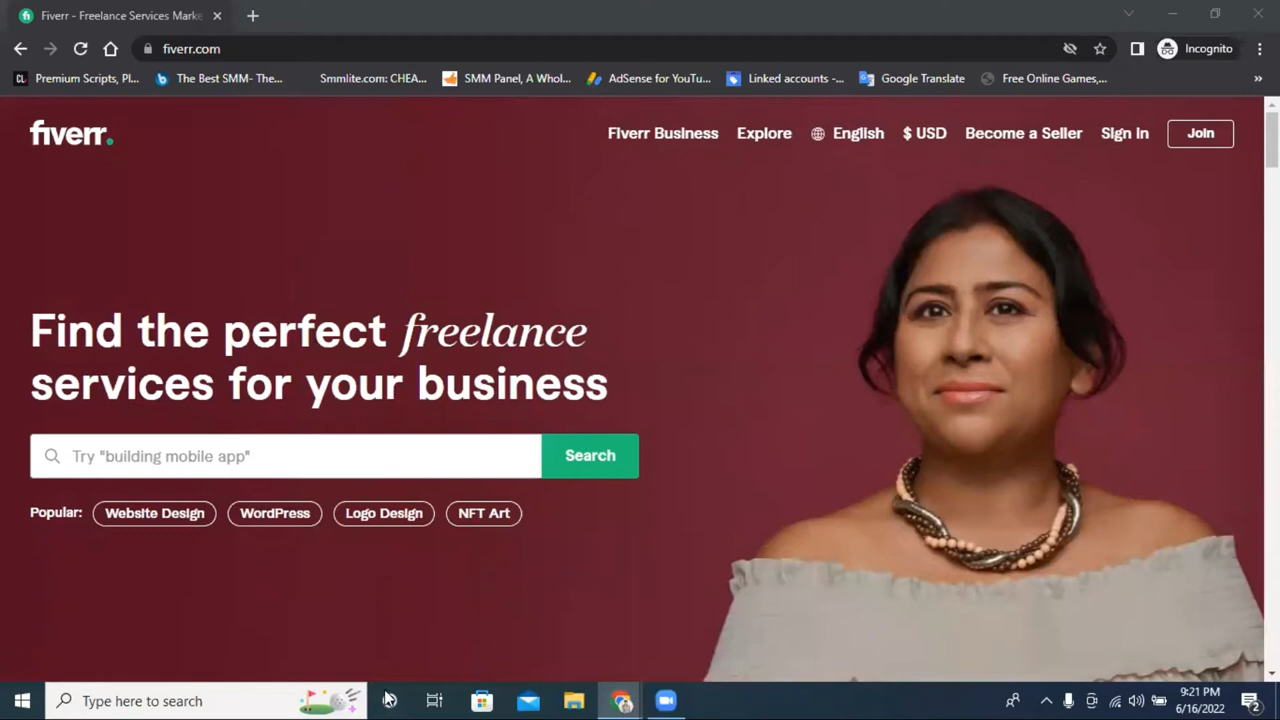 Fiverr - Freelance Services Marke
fiverr.com
Incognito
Premium Scripts, Pl...
The Best SMM- The...
Smmlite.com: CHEA...
SMM Panel, A Whol...
AdSense for YouTu...
Linked accounts -...
Google Translate
Free Online Games,...
»
fiverr.
Fiverr Business
Explore
English
$ USD
Become a Seller
Sign In
Join
Find the perfect freelance
services for your business
Try "building mobile app"
Search
Popular:
Website Design
WordPress
Logo Design
NFT Art
Type here to search
9:21 PM
6/16/2022
2